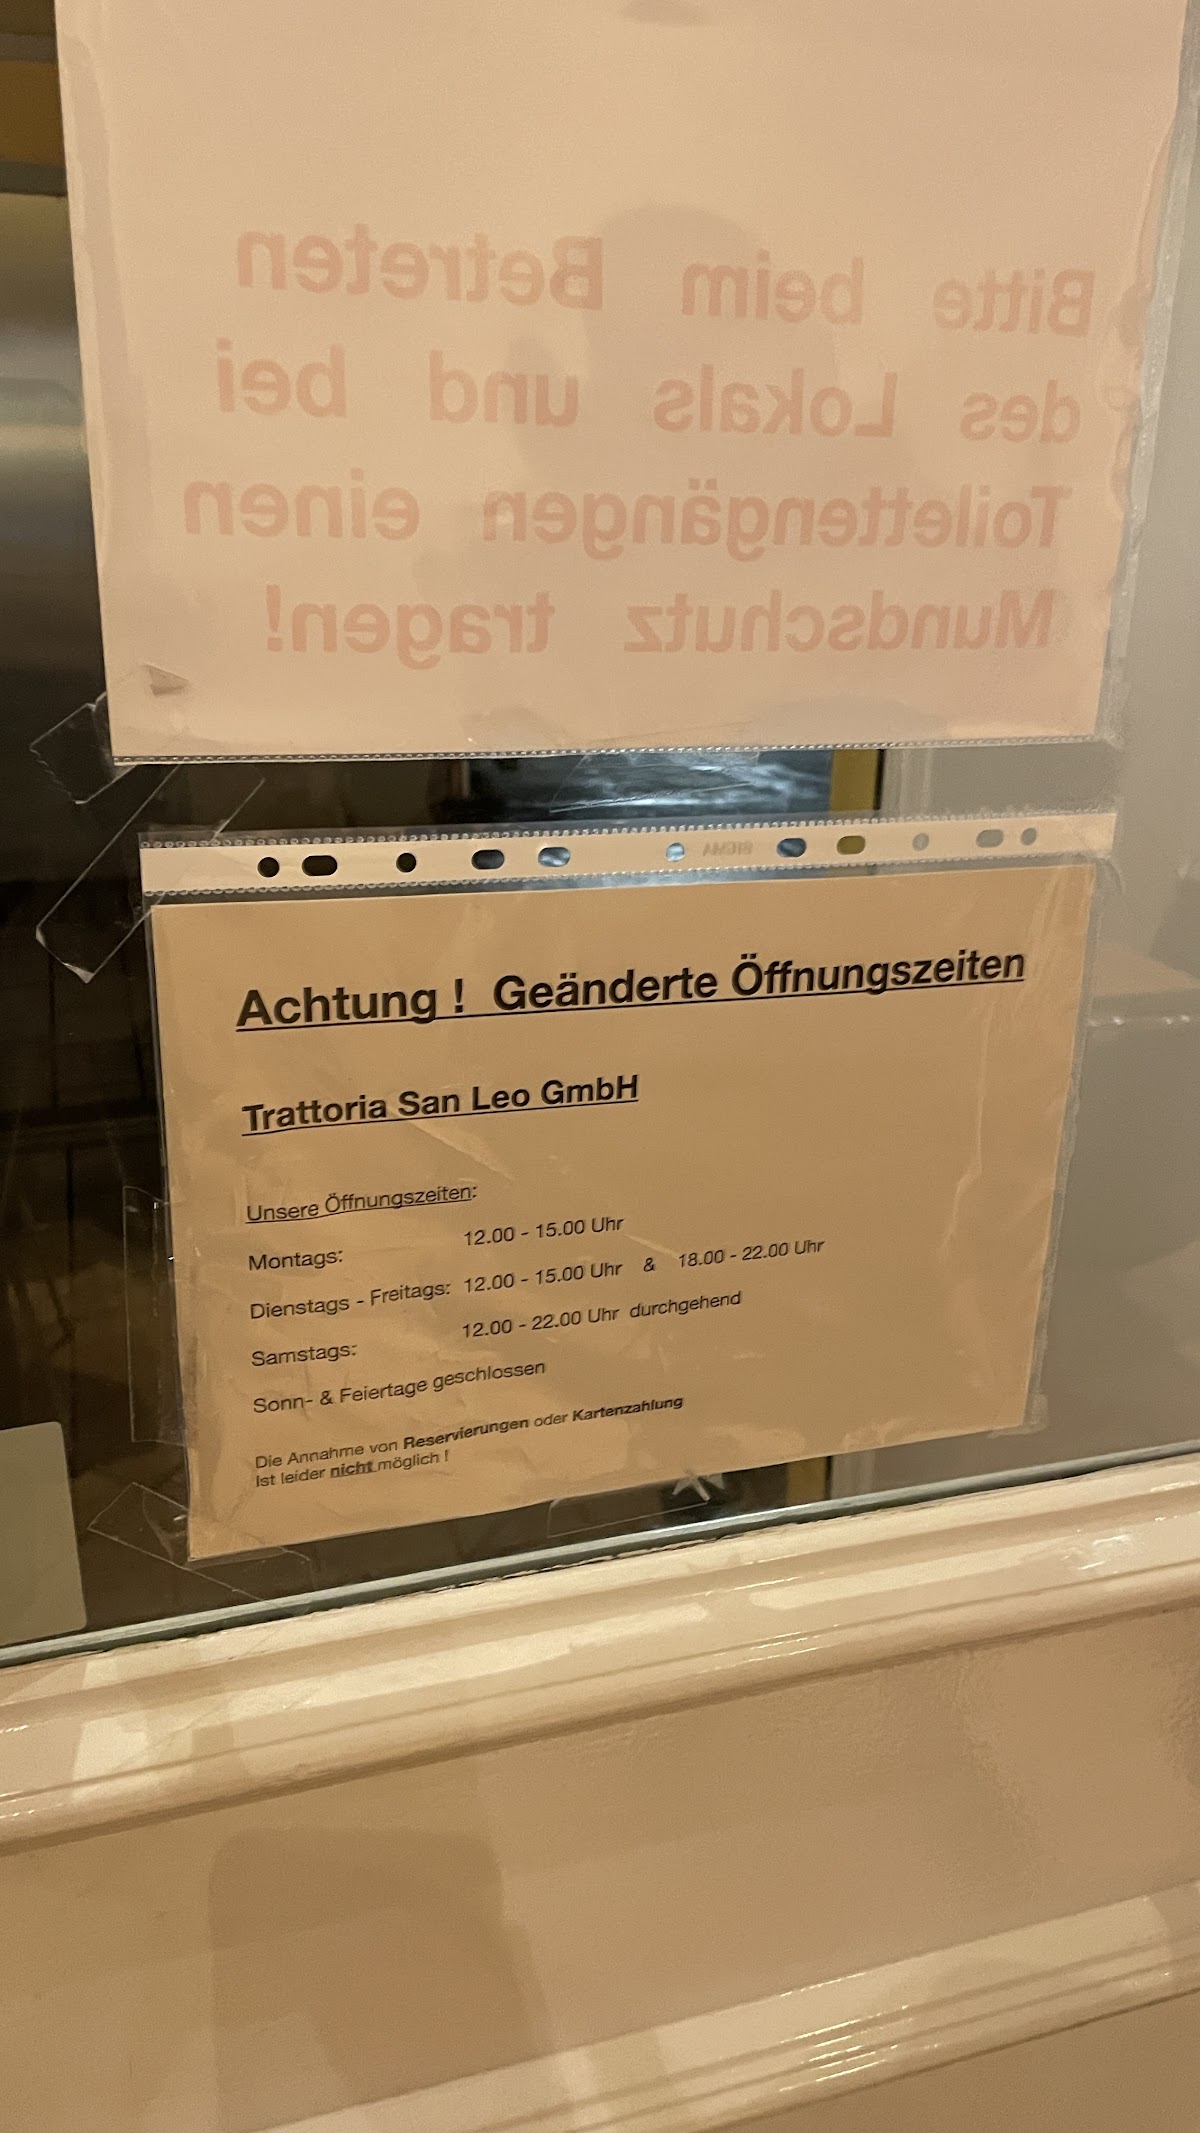 Bitte beim Betreten
des Lokals und bei
Toilettengängen einen
Mundschutz tragen!
SIGMA
Achtung ! Geänderte Öffnungszeiten
Trattoria San Leo GmbH
Unsere Öffnungszeiten:
Montags: 12.00 - 15.00 Uhr
Dienstags - Freitags: 12.00 - 15.00 Uhr & 18.00 - 22.00 Uhr
Samstags: 12.00 - 22.00 Uhr durchgehend
Sonn- & Feiertage geschlossen
Die Annahme von Reservierungen oder Kartenzahlung
Ist leider nicht möglich !